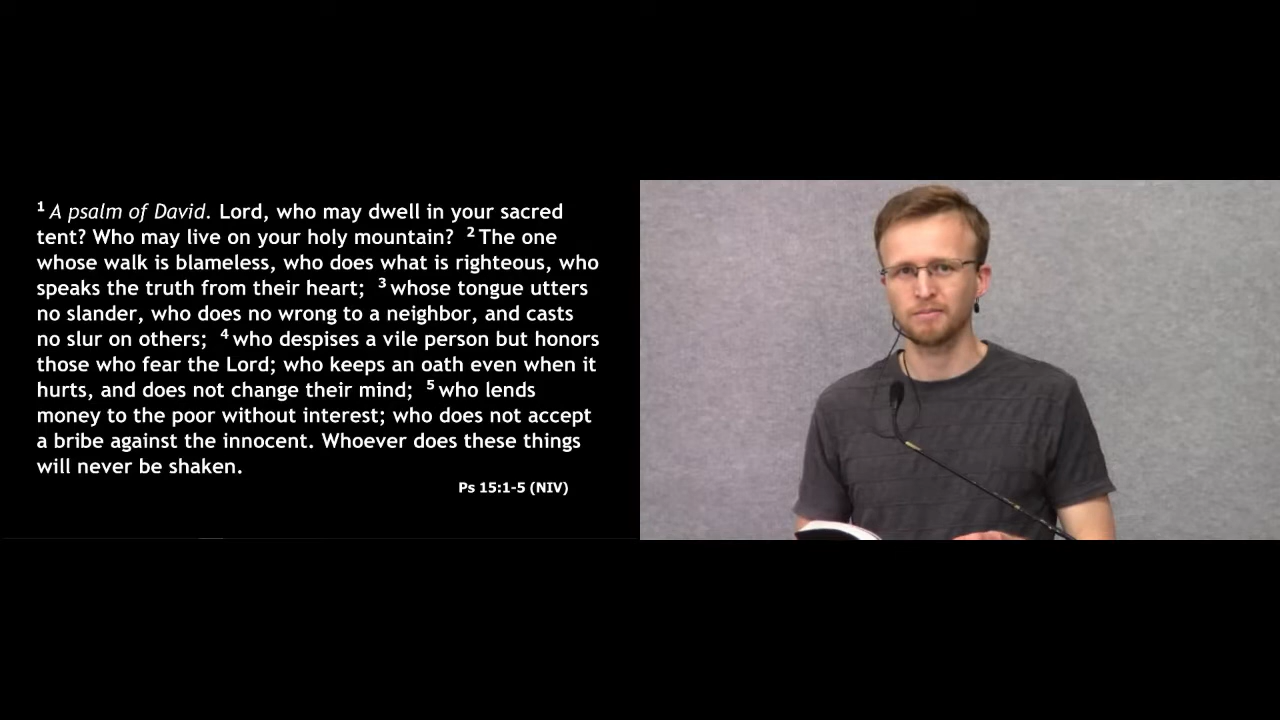 1 A psalm of David. Lord, who may dwell in your sacred
tent? Who may live on your holy mountain? 2 The one
whose walk is blameless, who does what is righteous, who
speaks the truth from their heart; 3 whose tongue utters
no slander, who does no wrong to a neighbor, and casts
no slur on others; 4 who despises a vile person but honors
those who fear the Lord; who keeps an oath even when it
hurts, and does not change their mind; 5 who lends
money to the poor without interest; who does not accept
a bribe against the innocent. Whoever does these things
will never be shaken.
Ps 15:1-5 (NIV)